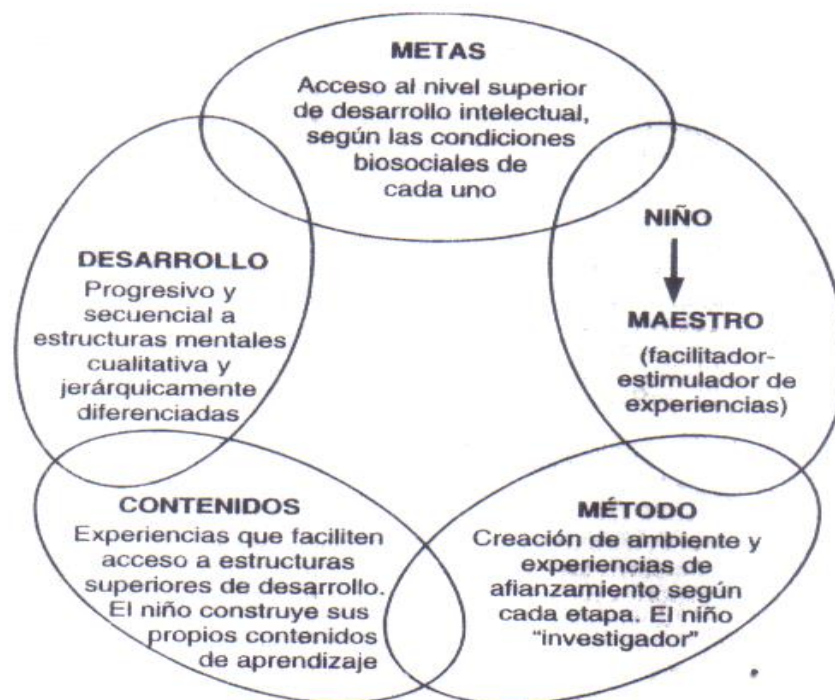 METAS
Acceso al nivel superior
de desarrollo intelectual,
según las condiciones
biosociales de
cada uno
NIÑO
MAESTRO
(facilitador-
estimulador de
experiencias)
DESARROLLO
Progresivo y
secuencial a
estructuras mentales
cualitativa y
jerárquicamente
diferenciadas
CONTENIDOS
Experiencias que faciliten
acceso a estructuras
superiores de desarrollo.
El niño construye sus
propios contenidos
de aprendizaje
MÉTODO
Creación de ambiente y
experiencias de
afianzamiento según
cada etapa. El niño
"investigador"